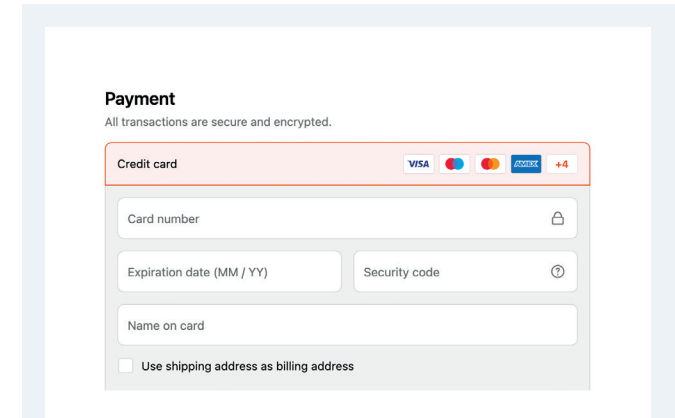 Payment
All transactions are secure and encrypted.
Credit card VISA AMEX +4
Card number
Expiration date (MM / YY) Security code ?
Name on card
Use shipping address as billing address